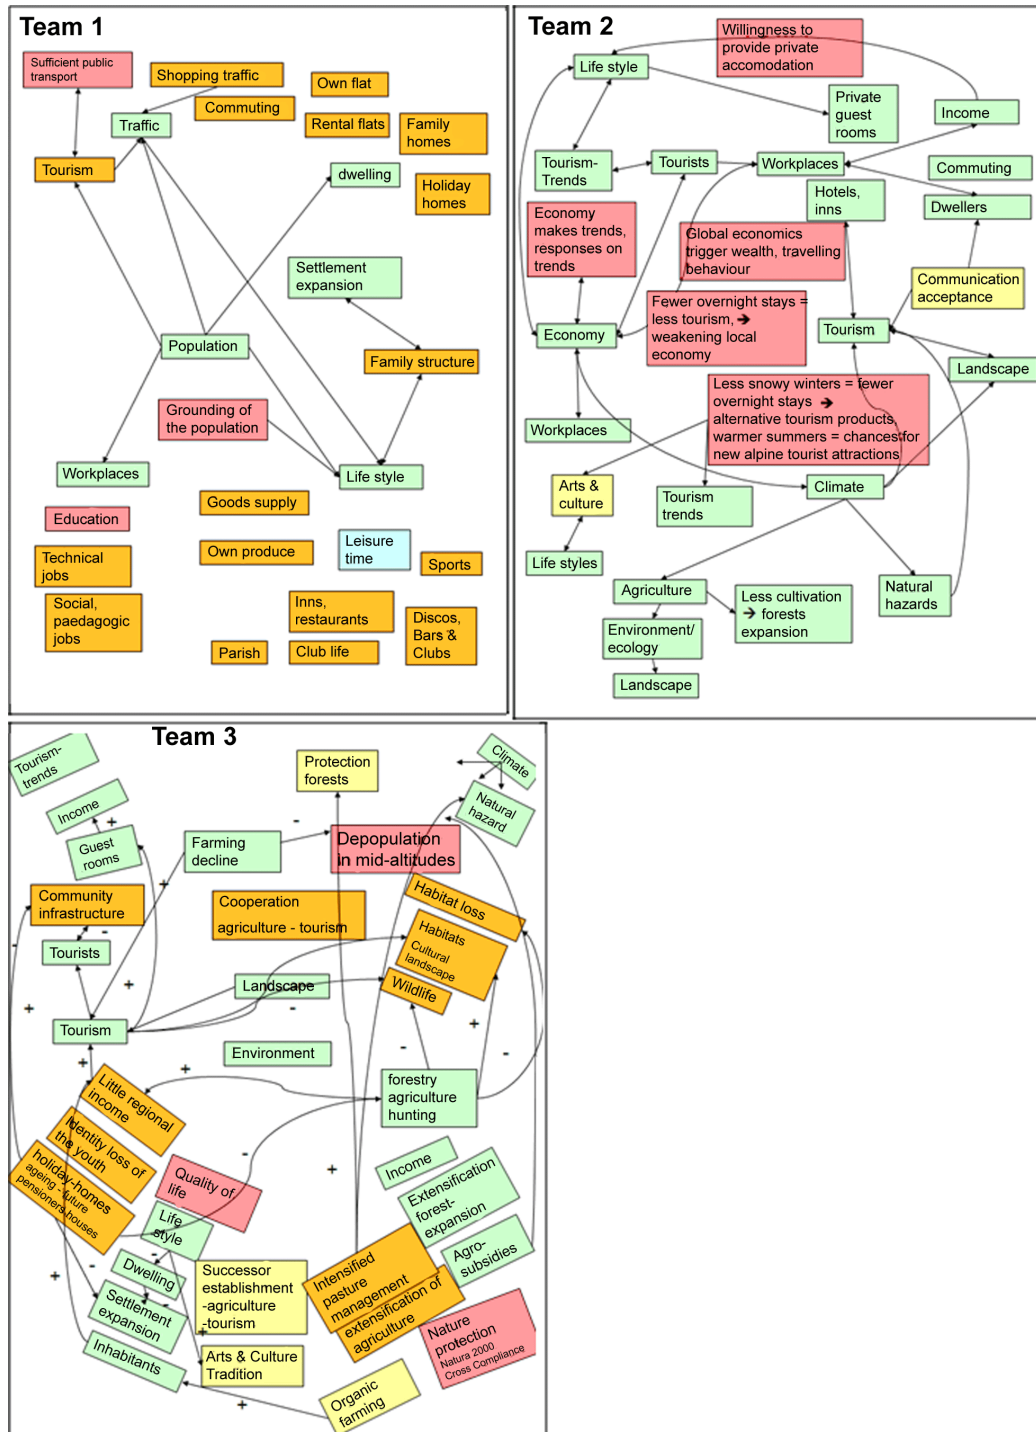 Team 1
Sufficient public
transport
Shopping traffic
Own flat
Commuting
Traffic
Rental flats
Family
homes
Tourism
dwelling
Holiday
homes
Settlement
expansion
Population
Family structure
Grounding of
the population
Workplaces
Life style
Goods supply
Education
Leisure
time
Own produce
Technical
jobs
Sports
Social,
paedagogic
jobs
Inns,
restaurants
Discos,
Bars &
Clubs
Parish
Club life
Team 2
Willingness to
provide private
accomodation
Life style
Private
guest
rooms
Income
Tourism-
Trends
Tourists
Workplaces
Commuting
Hotels,
inns
Dwellers
Economy
makes trends,
responses on
trends
Global economics
trigger wealth, travelling
behaviour
Communication
acceptance
Fewer overnight stays =
less tourism, ➔
weakening local
economy
Economy
Tourism
Landscape
Less snowy winters = fewer
overnight stays ➔
alternative tourism products,
warmer summers = chances for
new alpine tourist attractions
Workplaces
Arts &
culture
Tourism
trends
Climate
Life styles
Agriculture
Less cultivation
➔ forests
expansion
Natural
hazards
Environment/
ecology
Landscape
Team 3
Tourism-
trends
Protection
forests
Climate
Income
Natural
hazard
+
-
Guest
rooms
Farming
decline
Depopulation
in mid-altitudes
+
Community
infrastructure
Cooperation
agriculture - tourism
Habitat loss
Habitats
Cultural
landscape
-
-
Tourists
+
Landscape
Wildlife
+
-
Tourism
+
Environment
-
-
+
+
Little regional
income
forestry
agriculture
hunting
Identity loss of
the youth
holiday-homes
ageing - future
pensioners houses
-
+
Quality of
life
Income
Extensification
forest-
expansion
Life
style
Agro-
subsidies
-
-
Dwelling
Successor
establishment
-agriculture
-tourism
Intensified
pasture
management
extensification of
agriculture
+
-
Settlement
expansion
+
Nature
protection
Natura 2000
Cross Compliance
Inhabitants
Arts & Culture
Tradition
Organic
farming
+